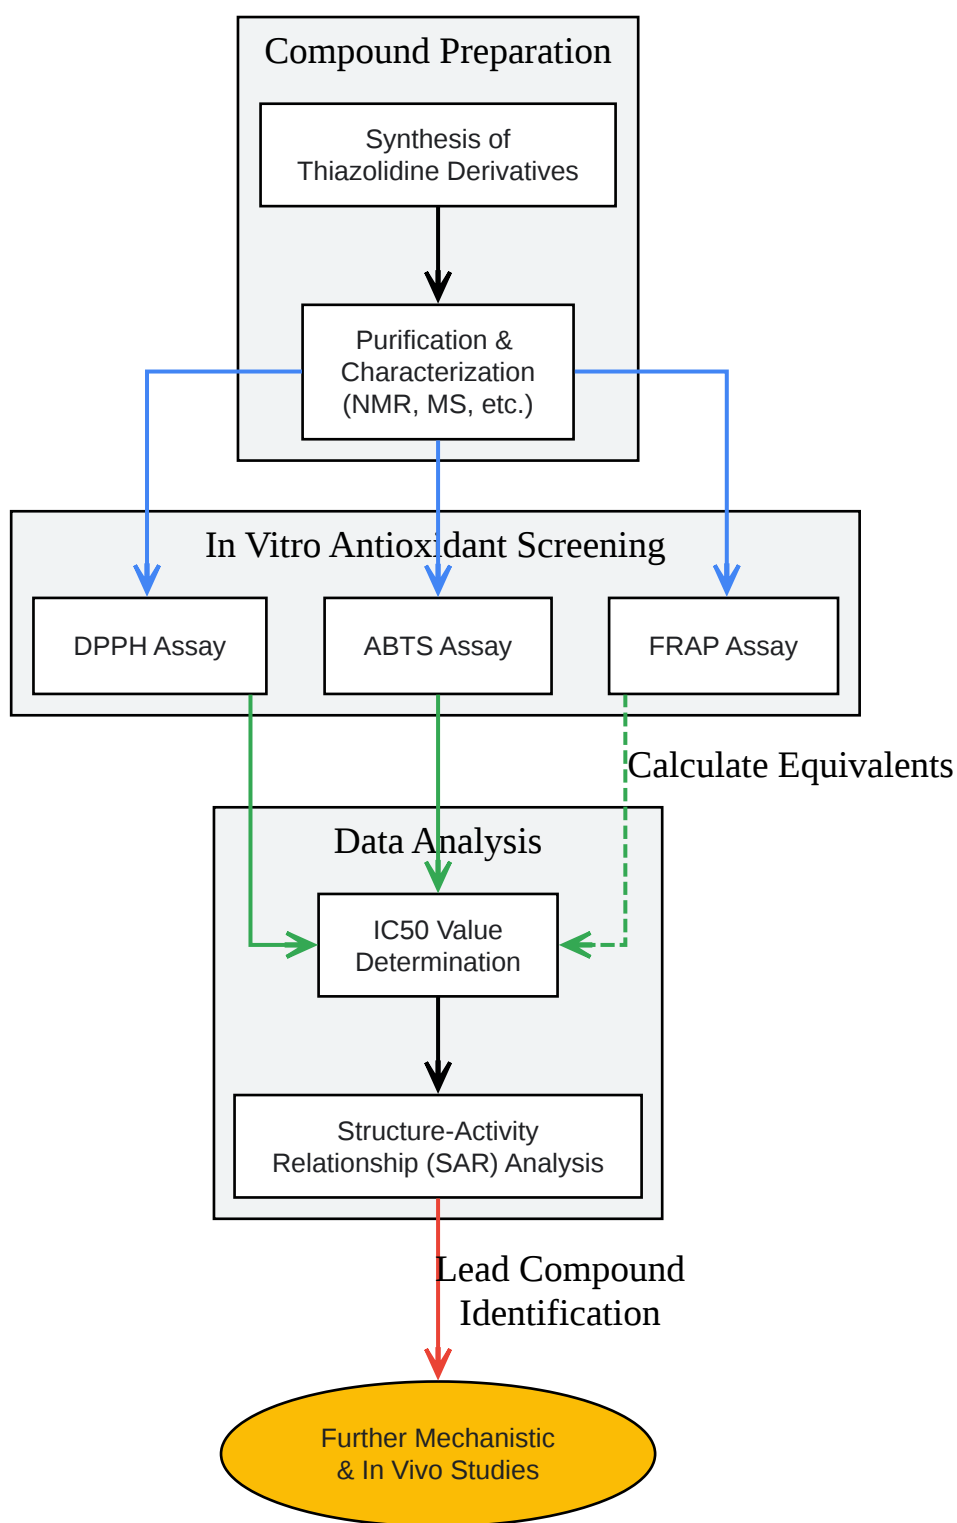 Compound Preparation
Synthesis of
Thiazolidine Derivatives
Purification &
Characterization
(NMR, MS, etc.)
In Vitro Antioxidant Screening
DPPH Assay
ABTS Assay
FRAP Assay
Calculate Equivalents
Data Analysis
IC50 Value
Determination
Structure-Activity
Relationship (SAR) Analysis
Lead Compound
Identification
Further Mechanistic
& In Vivo Studies